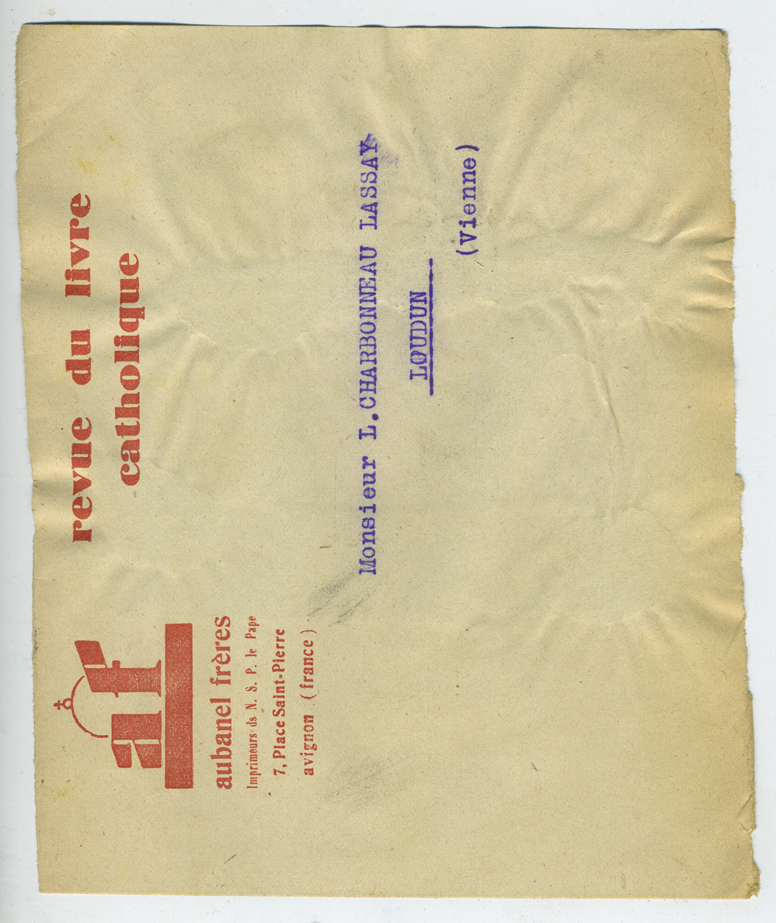 revue du livre
catholique
af
aubanel frères
Imprimeurs ds N. S. P. le Pape
7, Place Saint-Pierre
avignon (france)
Monsieur L.CHARBONNEAU LASSAY
LOUDUN
(Vienne)